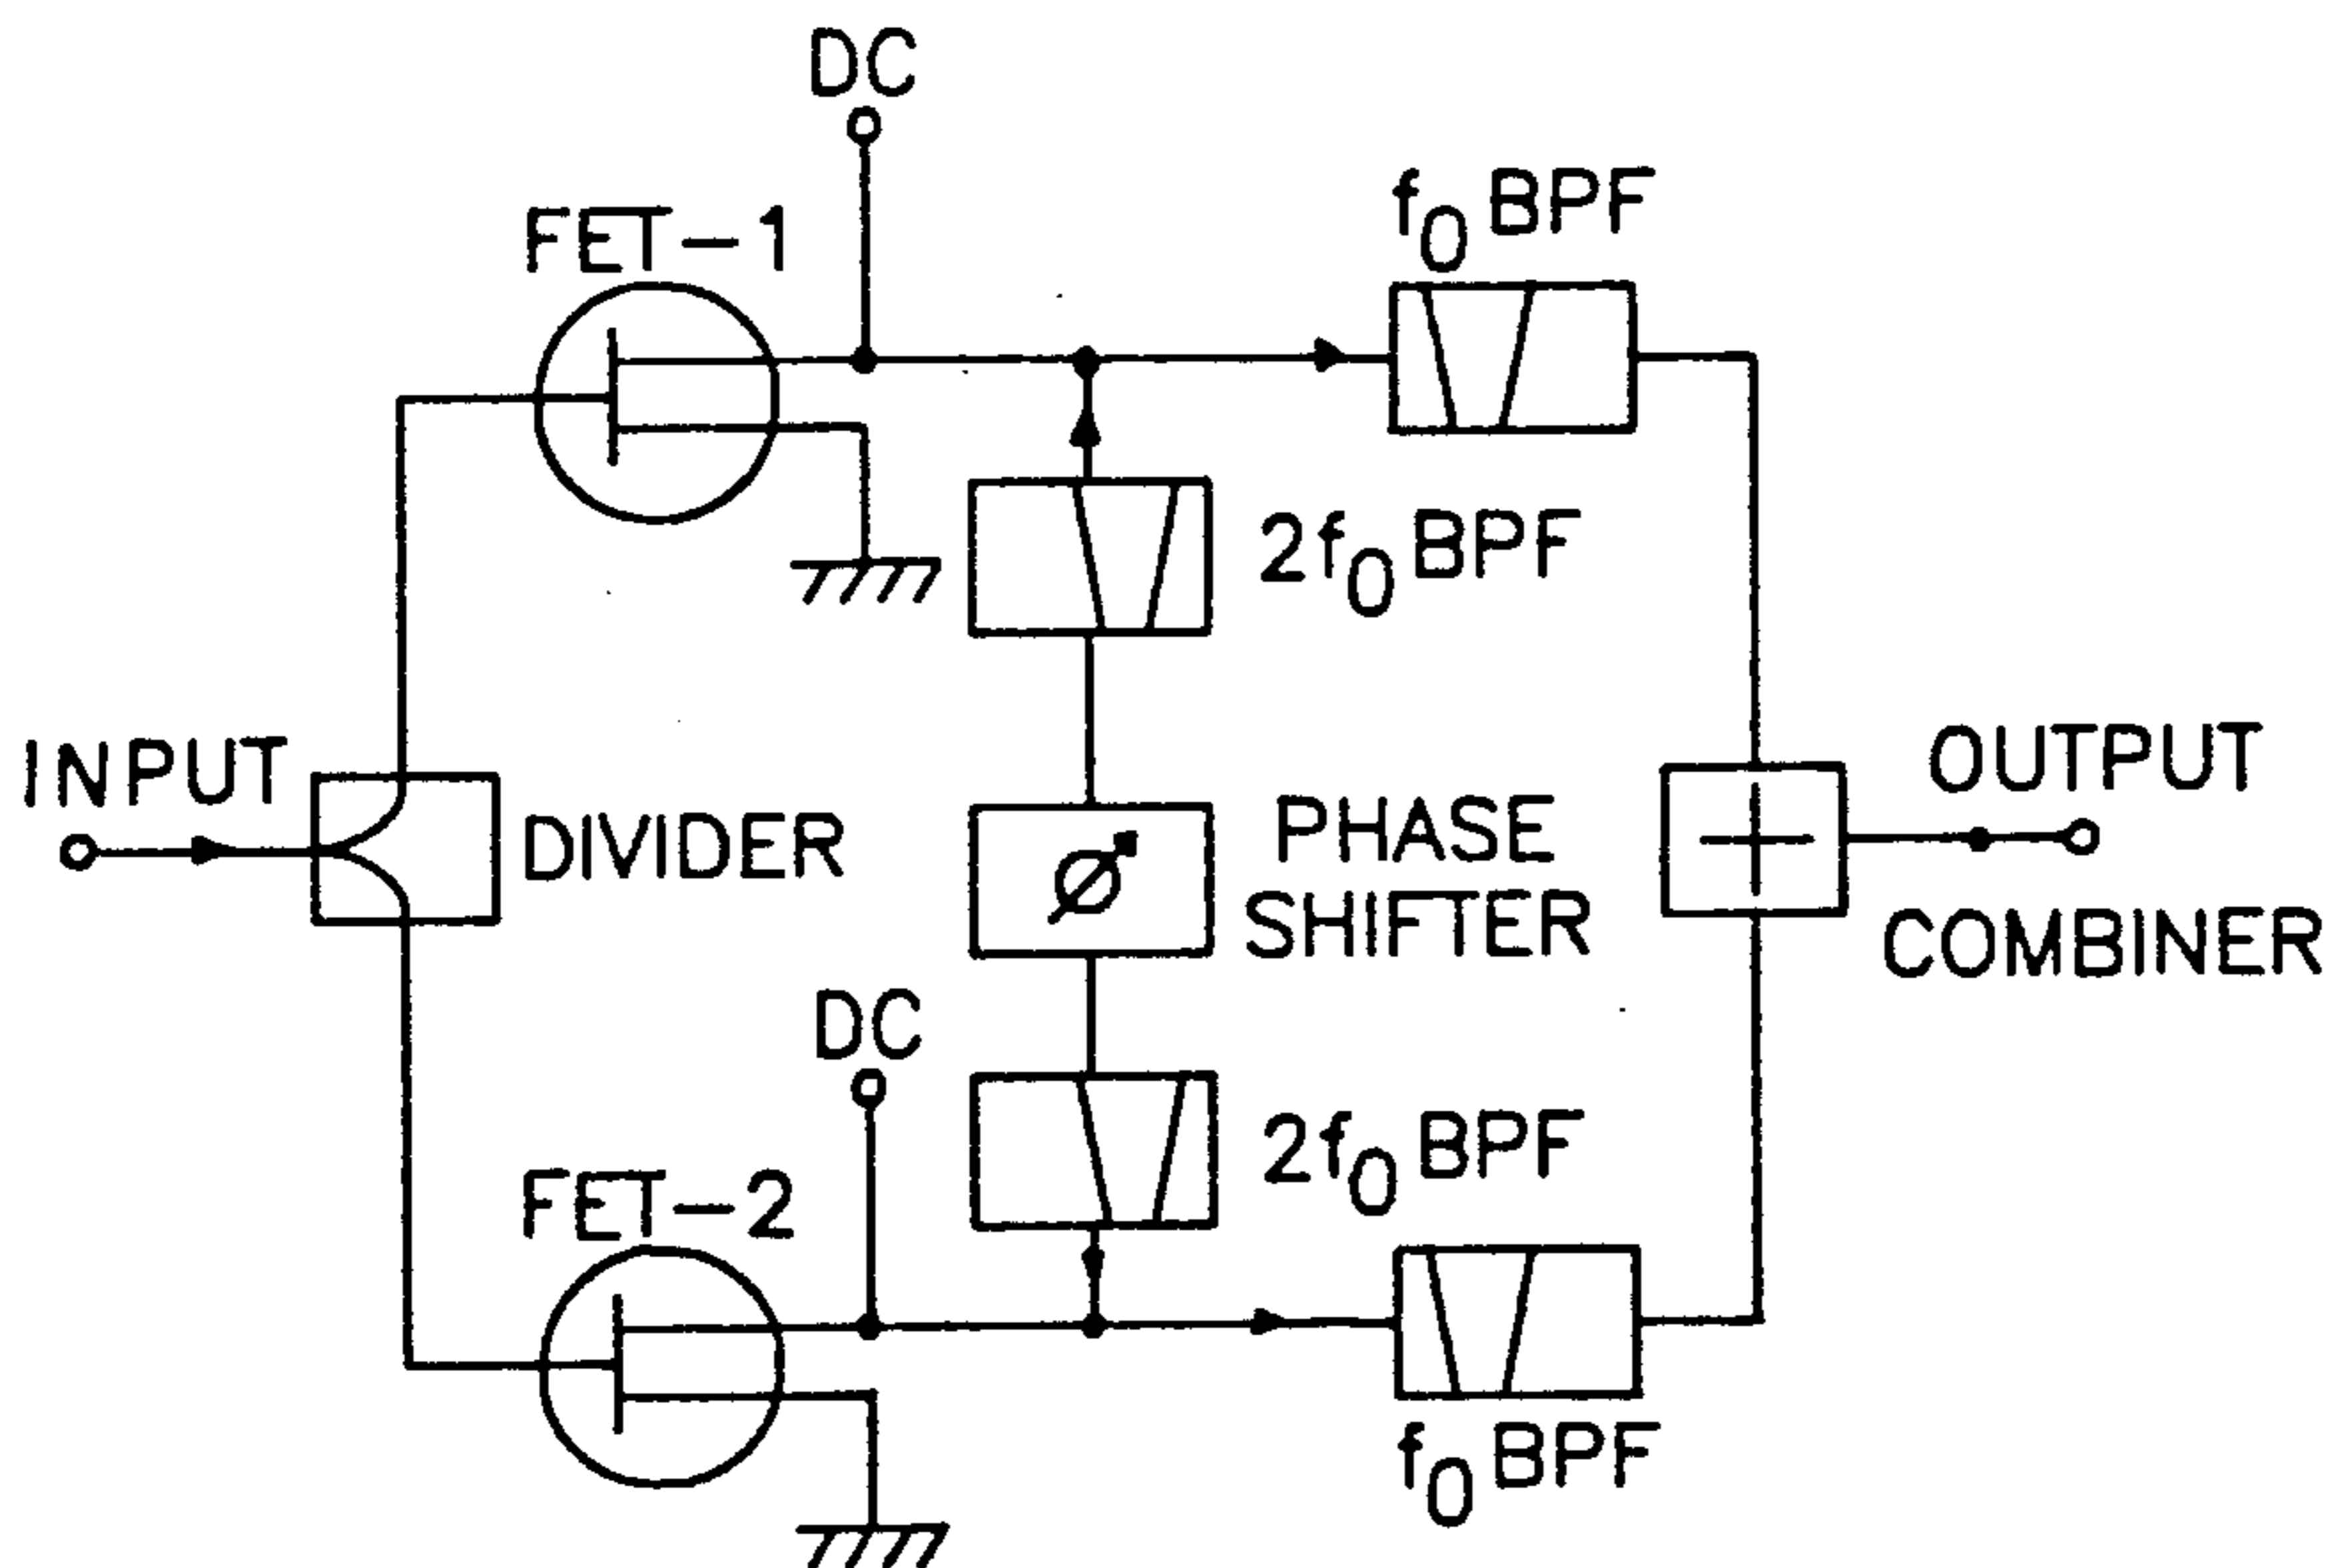 DC
FET-1
f0 BPF
2f0 BPF
INPUT
DIVIDER
PHASE
SHIFTER
Ø
OUTPUT
COMBINER
DC
2f0 BPF
FET-2
f0 BPF